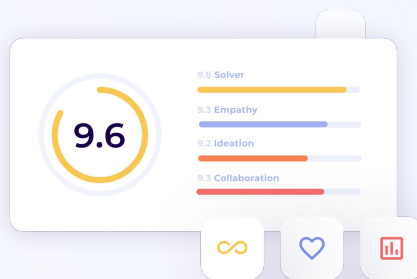 9.6
9.8 Solver
9.3 Empathy
9.2 Ideation
9.3 Collaboration